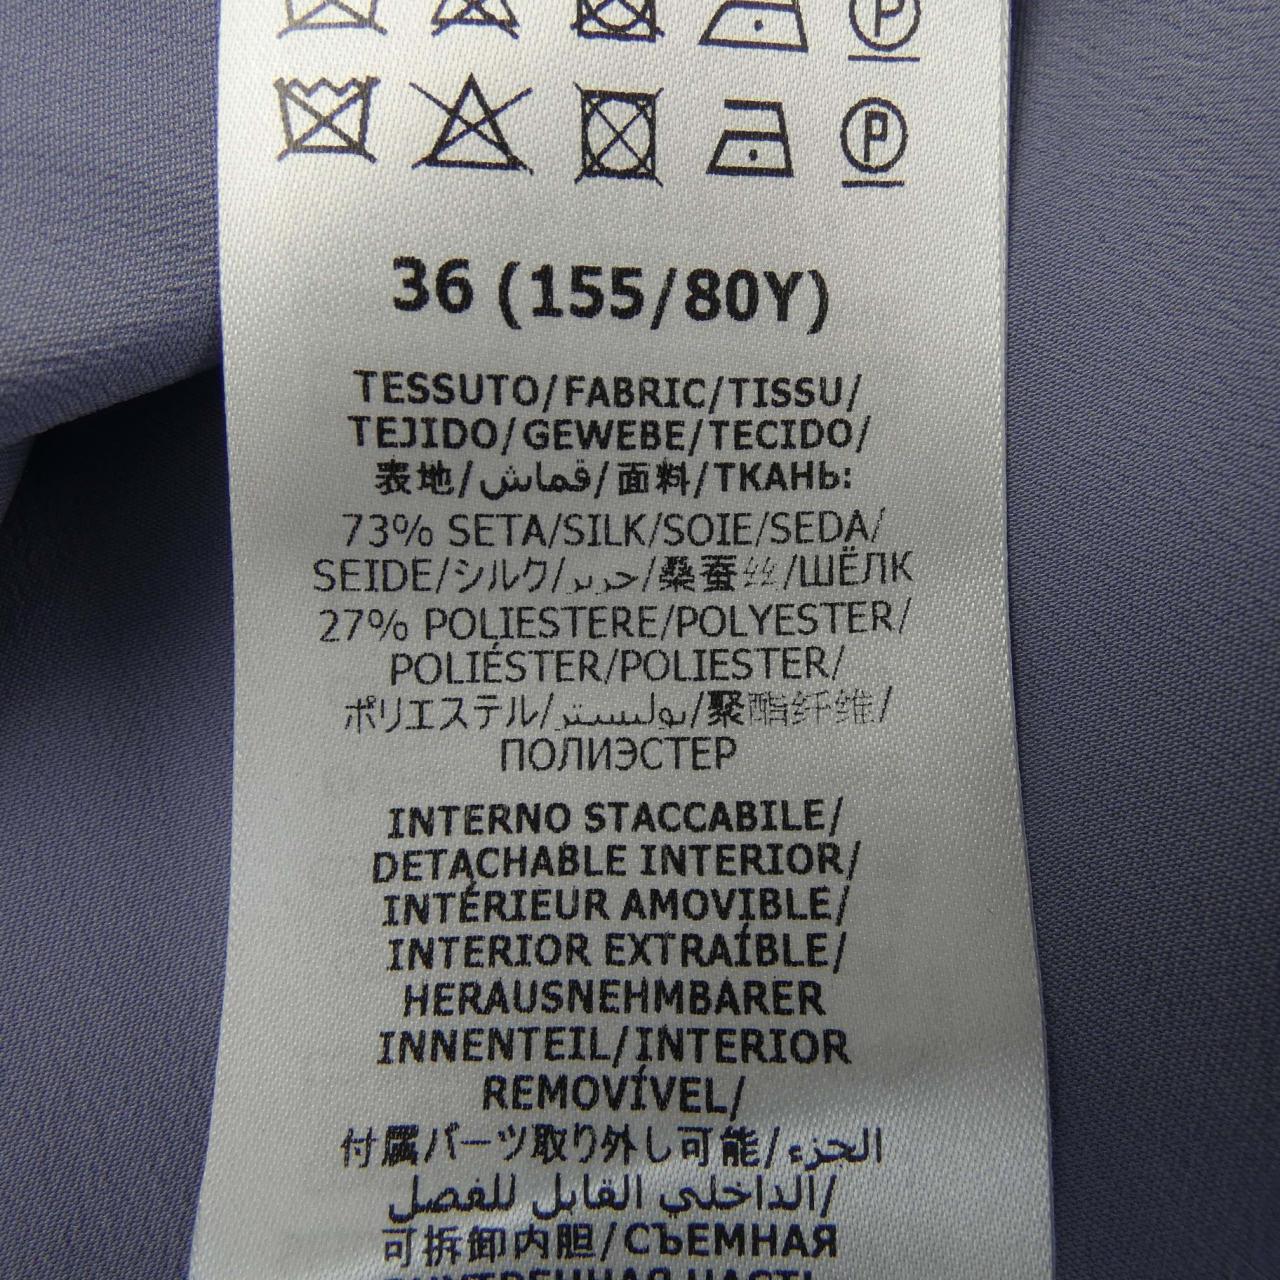 36 (155/80Y)
TESSUTO/FABRIC/TISSU/
TEJIDO/GEWEBE/TECIDO/
表地/قماش/面料/ТКАНЬ:
73% SETA/SILK/SOIE/SEDA/
SEIDE/シルク/حرير/桑蚕丝/ШЁЛК
27% POLIESTERE/POLYESTER/
POLIÉSTER/POLIESTER/
ポリエステル/بوليستر/聚酯纤维/
ПОЛИЭСТЕР
INTERNO STACCABILE/
DETACHABLE INTERIOR/
INTÉRIEUR AMOVIBLE/
INTERIOR EXTRAÍBLE/
HERAUSNEHMBARER
INNENTEIL/INTERIOR
REMOVÍVEL/
付属パーツ取り外し可能/الجزء
الداخلي القابل للفصل/
可拆卸内胆/СЪЕМНАЯ